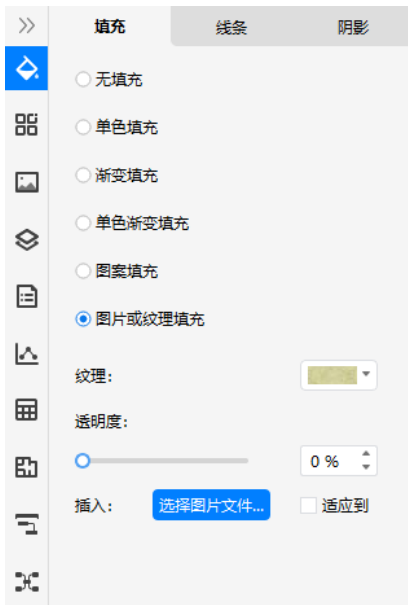 填充 线条 阴影
无填充
单色填充
渐变填充
单色渐变填充
图案填充
图片或纹理填充
纹理:
透明度:
0 %
插入: 选择图片文件... 适应到